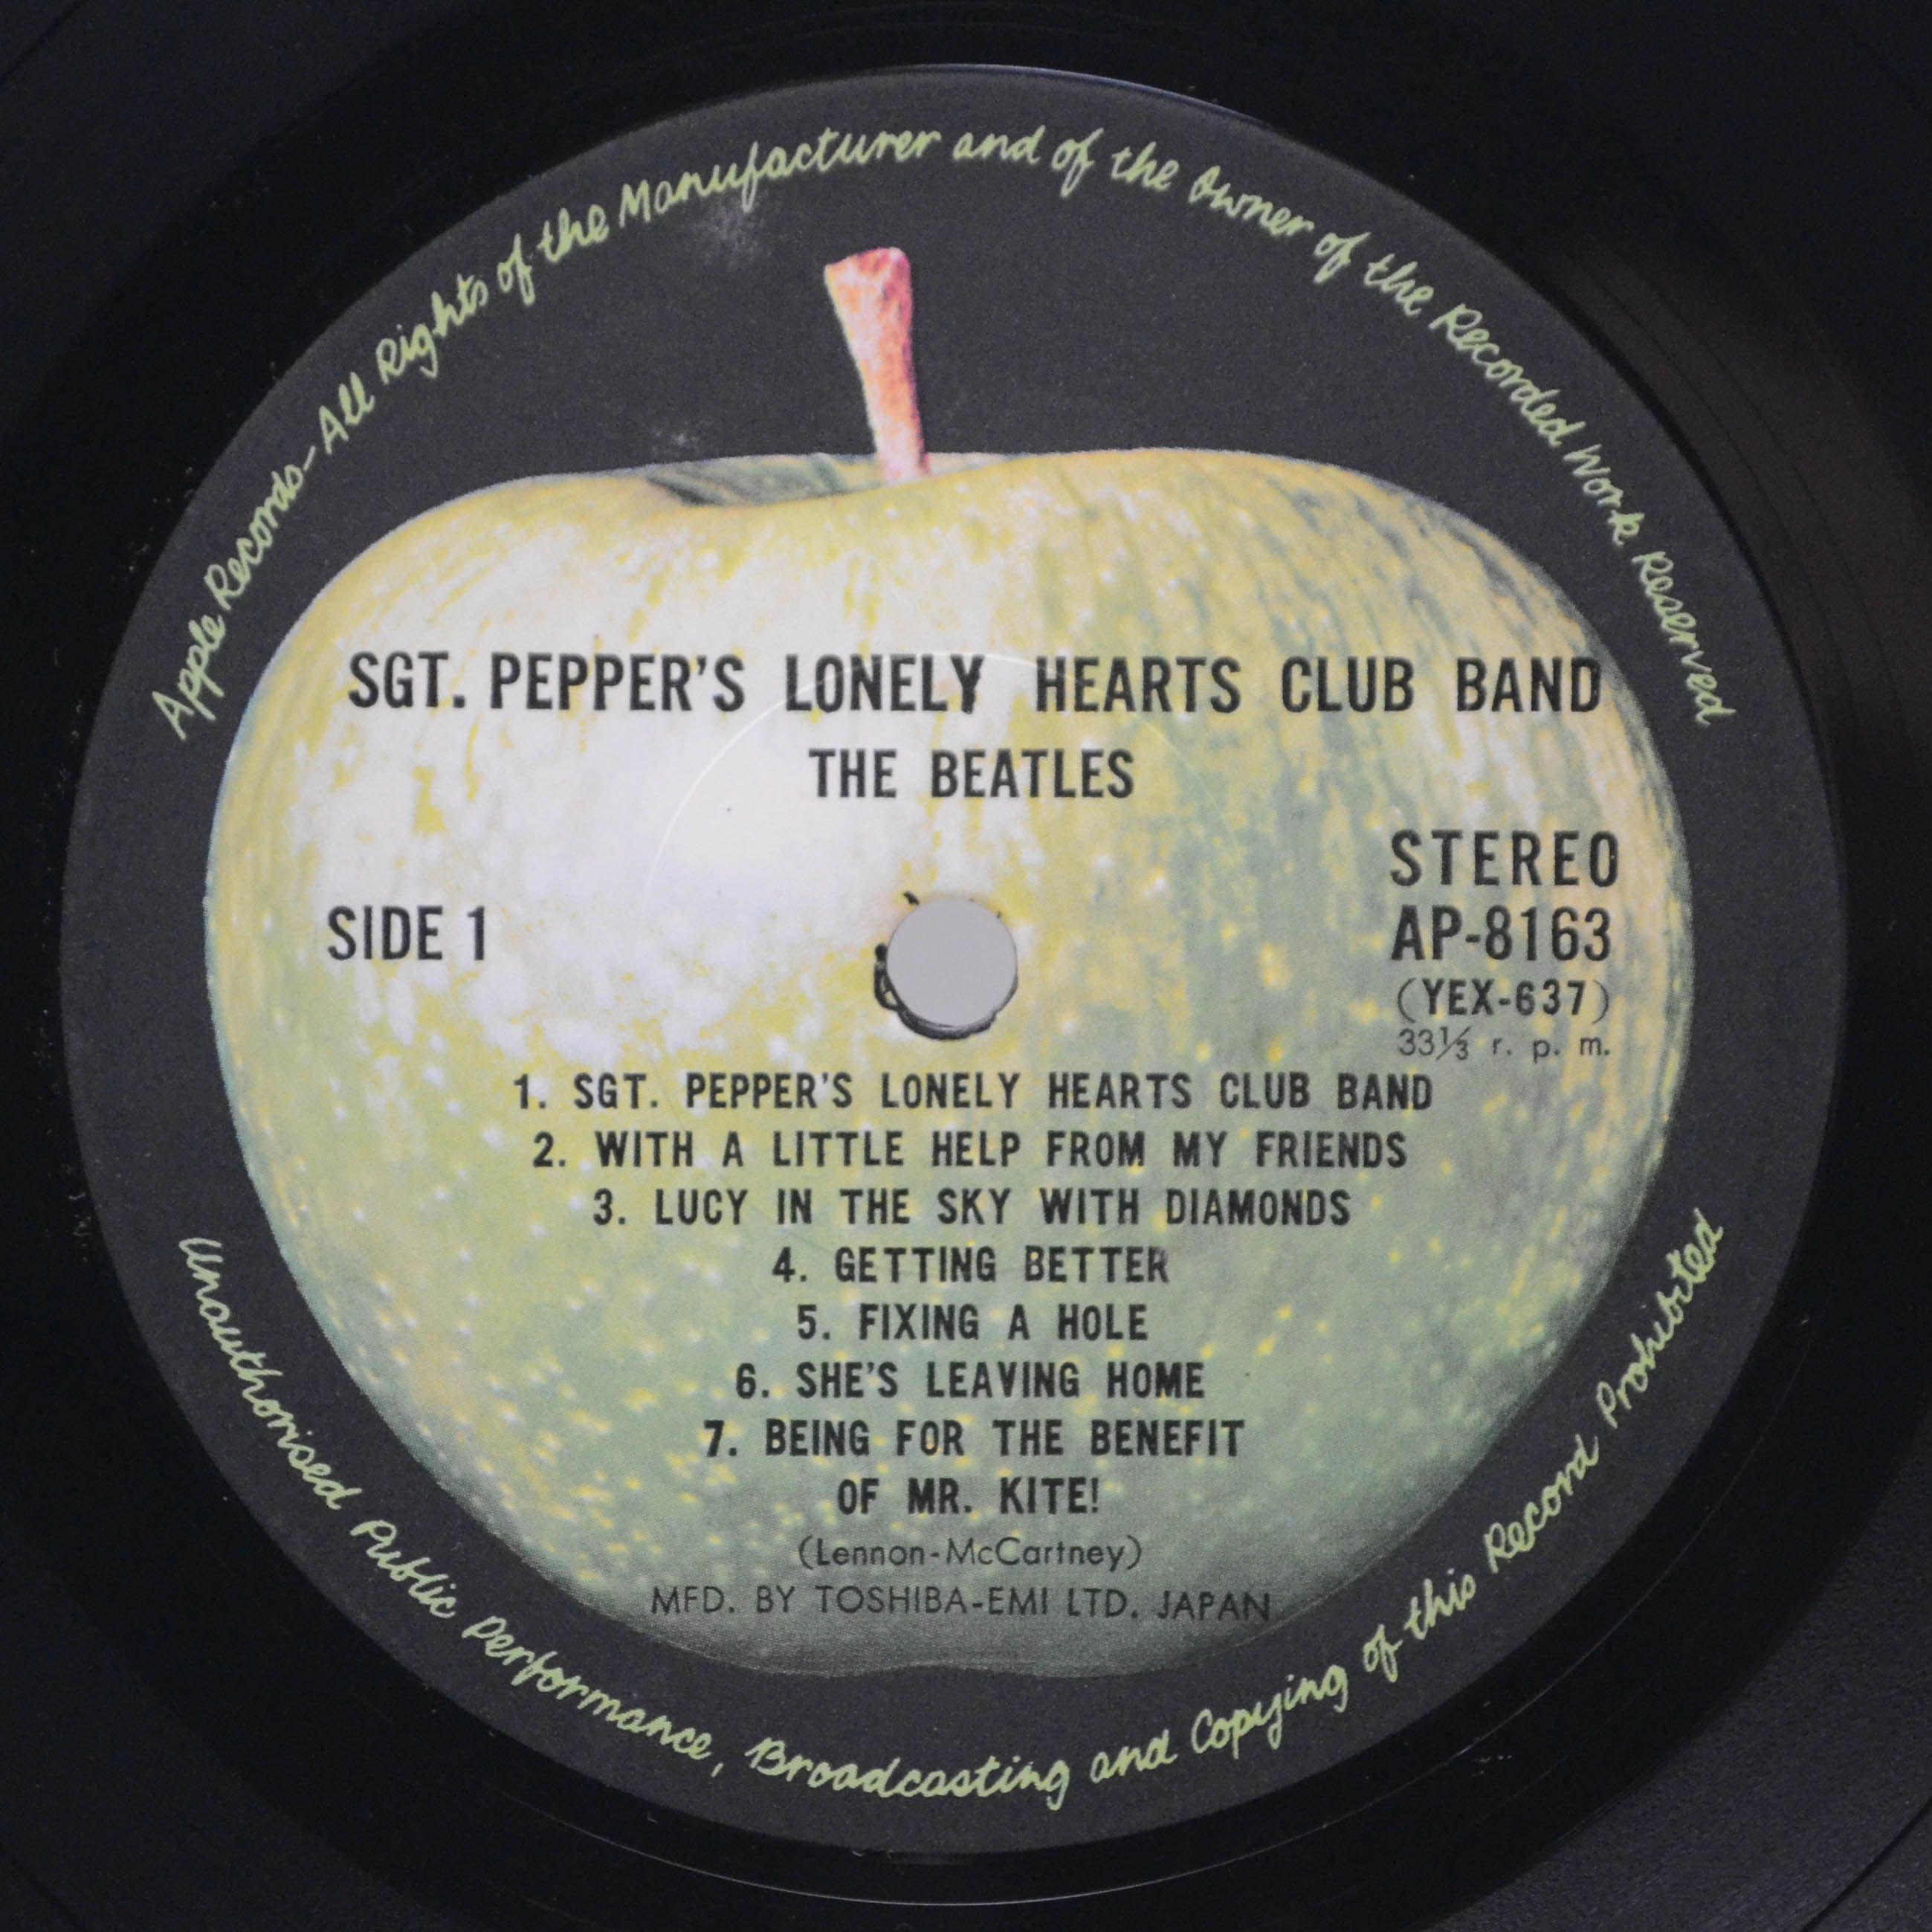 Apple Records-All Rights of the Manufacturer and of the Owner of the Recorded Work Reserved
SGT. PEPPER'S LONELY HEARTS CLUB BAND
THE BEATLES
STEREO
SIDE 1
AP-8163
(YEX-637)
33⅓ r. p. m.
1. SGT. PEPPER'S LONELY HEARTS CLUB BAND
2. WITH A LITTLE HELP FROM MY FRIENDS
3. LUCY IN THE SKY WITH DIAMONDS
4. GETTING BETTER
5. FIXING A HOLE
6. SHE'S LEAVING HOME
7. BEING FOR THE BENEFIT
OF MR. KITE!
(Lennon-McCartney)
MFD. BY TOSHIBA-EMI LTD. JAPAN
Unauthorised Public Performance, Broadcasting and Copying of this Record Prohibited